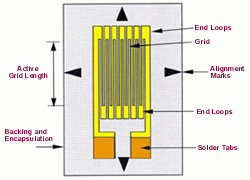 End Loops
Grid
Active
Grid Length
Alignment
Marks
End Loops
Backing and
Encapsulation
Solder Tabs